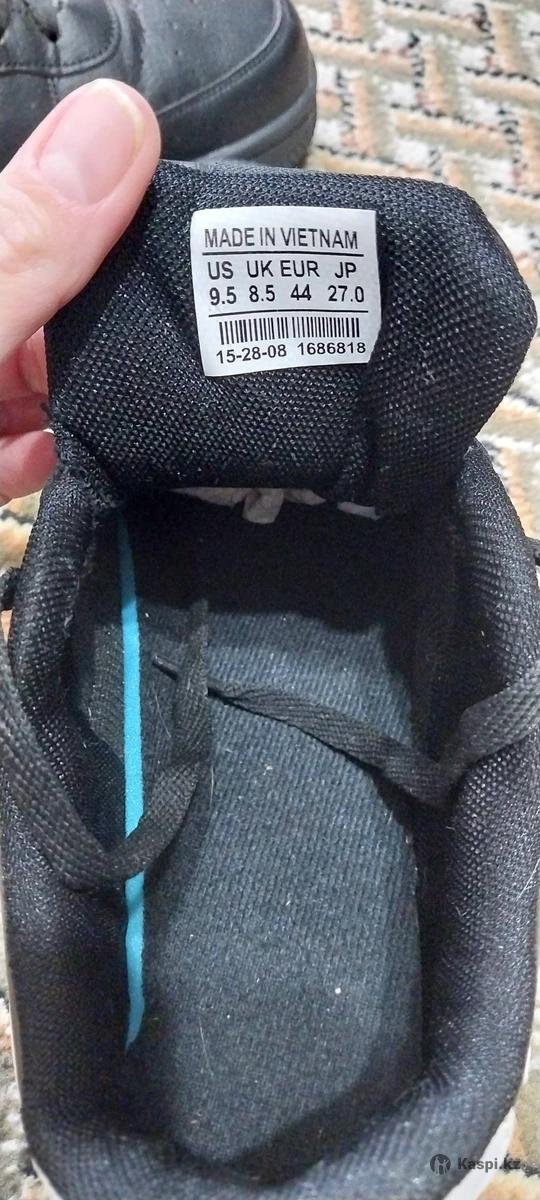 MADE IN VIETNAM
US UK EUR JP
9.5 8.5 44 27.0
15-28-08 1686818
Kaspi.kz